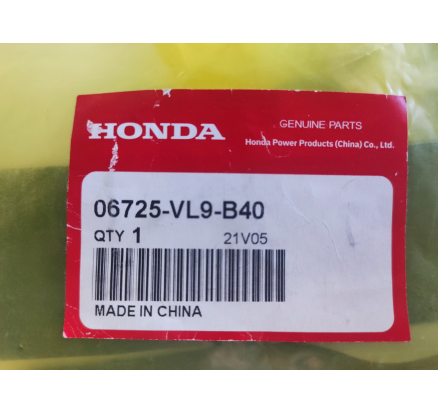 HONDA
GENUINE PARTS
Honda Power Products (China) Co., Ltd.
06725-VL9-B40
QTY 1 21V05
MADE IN CHINA